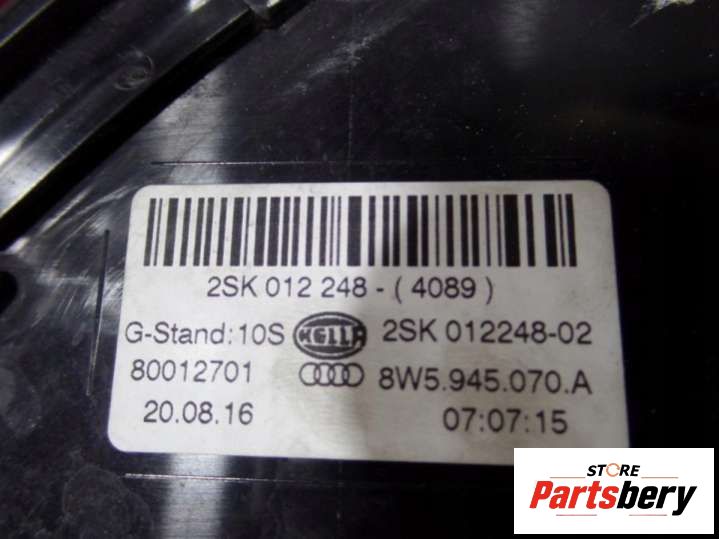 2SK 012 248 - ( 4089 )
G-Stand: 10S HELLA 2SK 012248-02
80012701 8W5.945.070.A
20.08.16 07:07:15
STORE
Partsbery